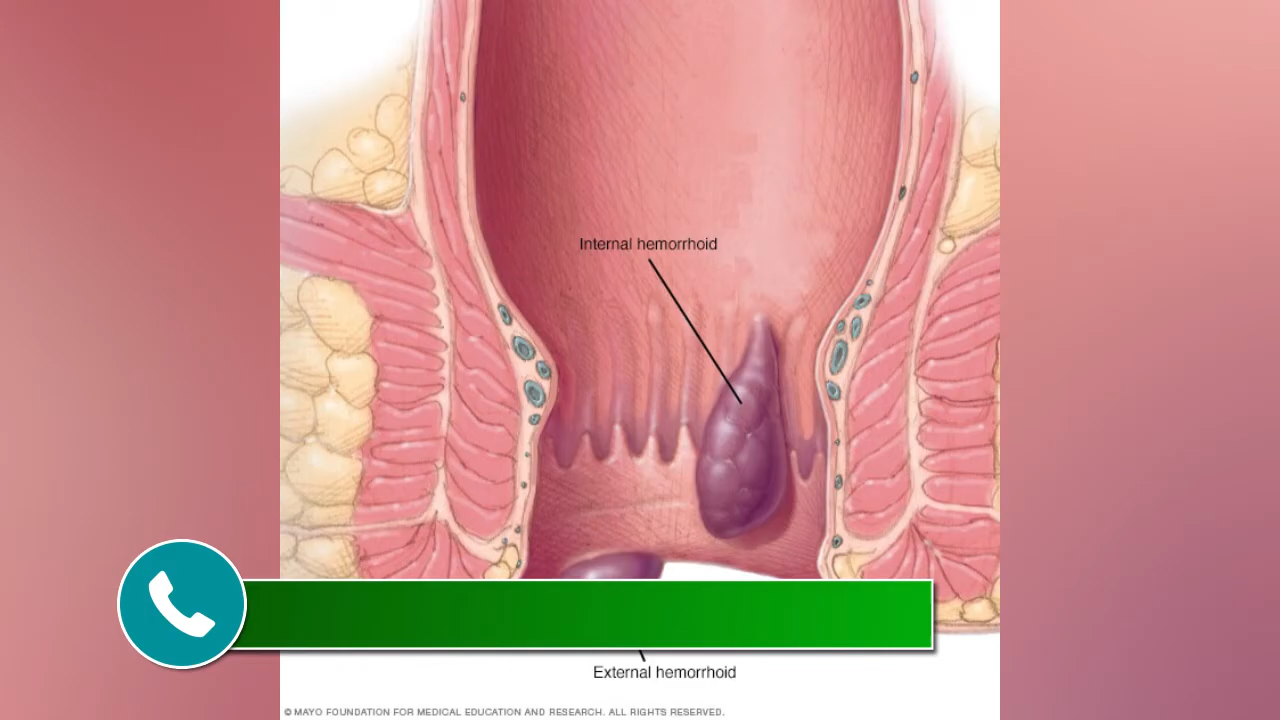 Internal hemorrhoid
External hemorrhoid
© MAYO FOUNDATION FOR MEDICAL EDUCATION AND RESEARCH. ALL RIGHTS RESERVED.